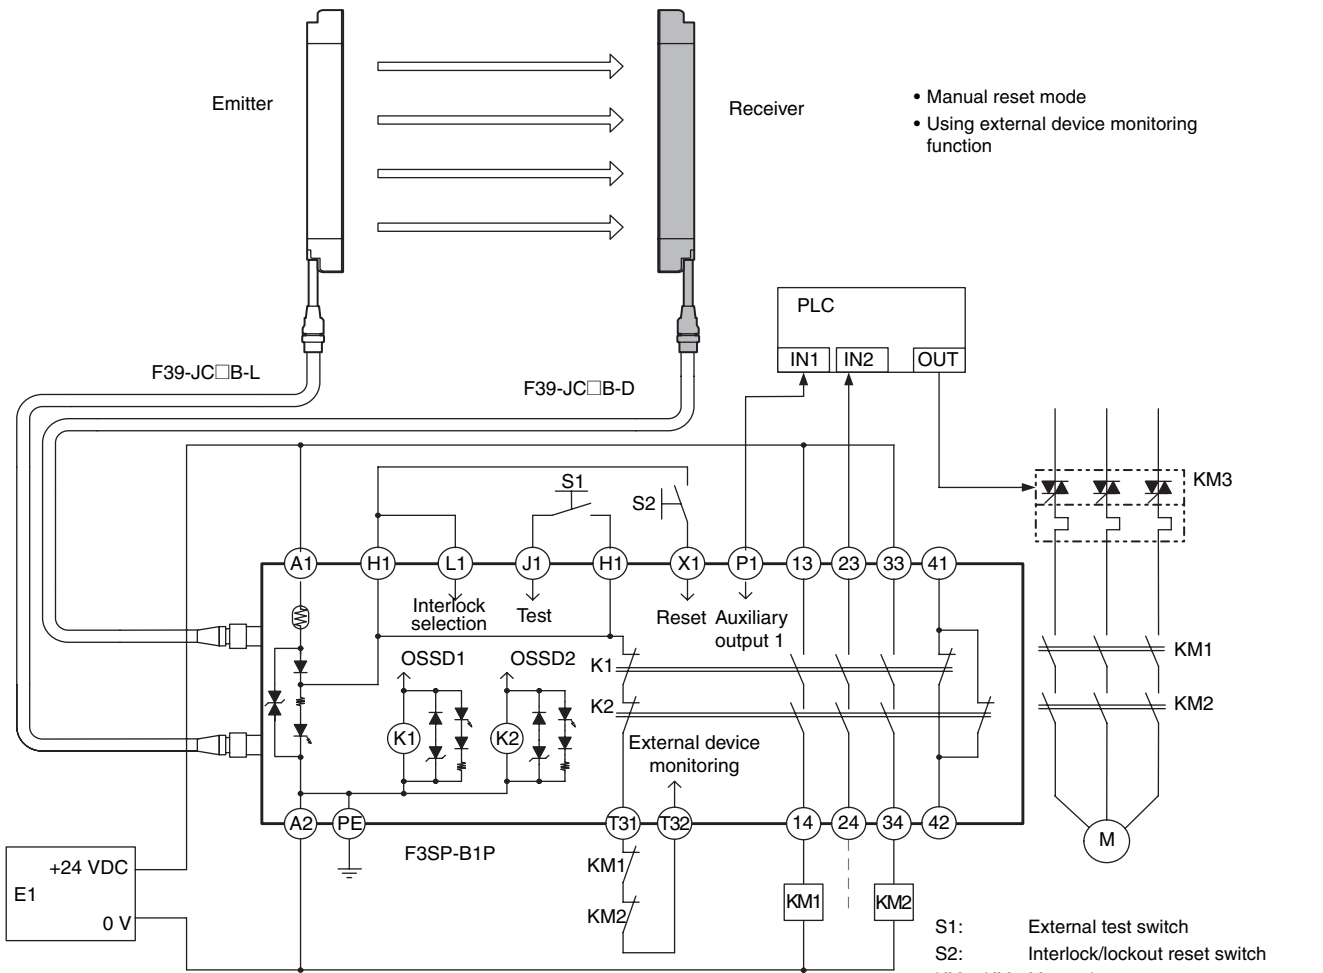 Emitter
Receiver
• Manual reset mode
• Using external device monitoring
function
PLC
IN1
IN2
OUT
F39-JC□B-L
F39-JC□B-D
KM3
S1
S2
A1
H1
L1
J1
H1
X1
P1
13
23
33
41
Interlock
selection
Test
Reset
Auxiliary
output 1
OSSD1
OSSD2
K1
K2
K1
K2
External device
monitoring
KM1
KM2
M
A2
PE
T31
T32
14
24
34
42
F3SP-B1P
+24 VDC
E1
0 V
KM1
KM2
KM1
KM2
S1: External test switch
S2: Interlock/lockout reset switch